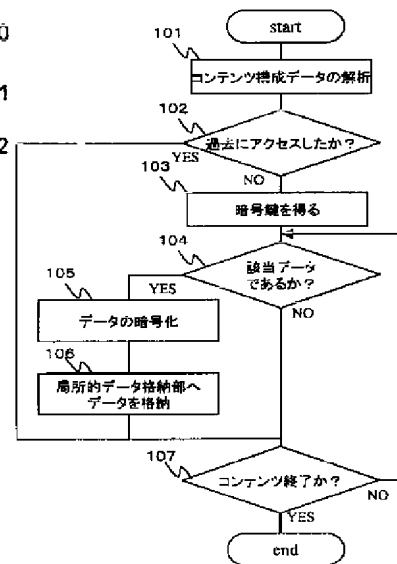 0
1
2
start
101
コンテンツ構成データの解析
102
過去にアクセスしたか?
YES
NO
103
暗号鍵を得る
104
該当データ
であるか?
YES
NO
105
データの暗号化
106
局所的データ格納部へ
データを格納
107
コンテンツ終了か?
NO
YES
end